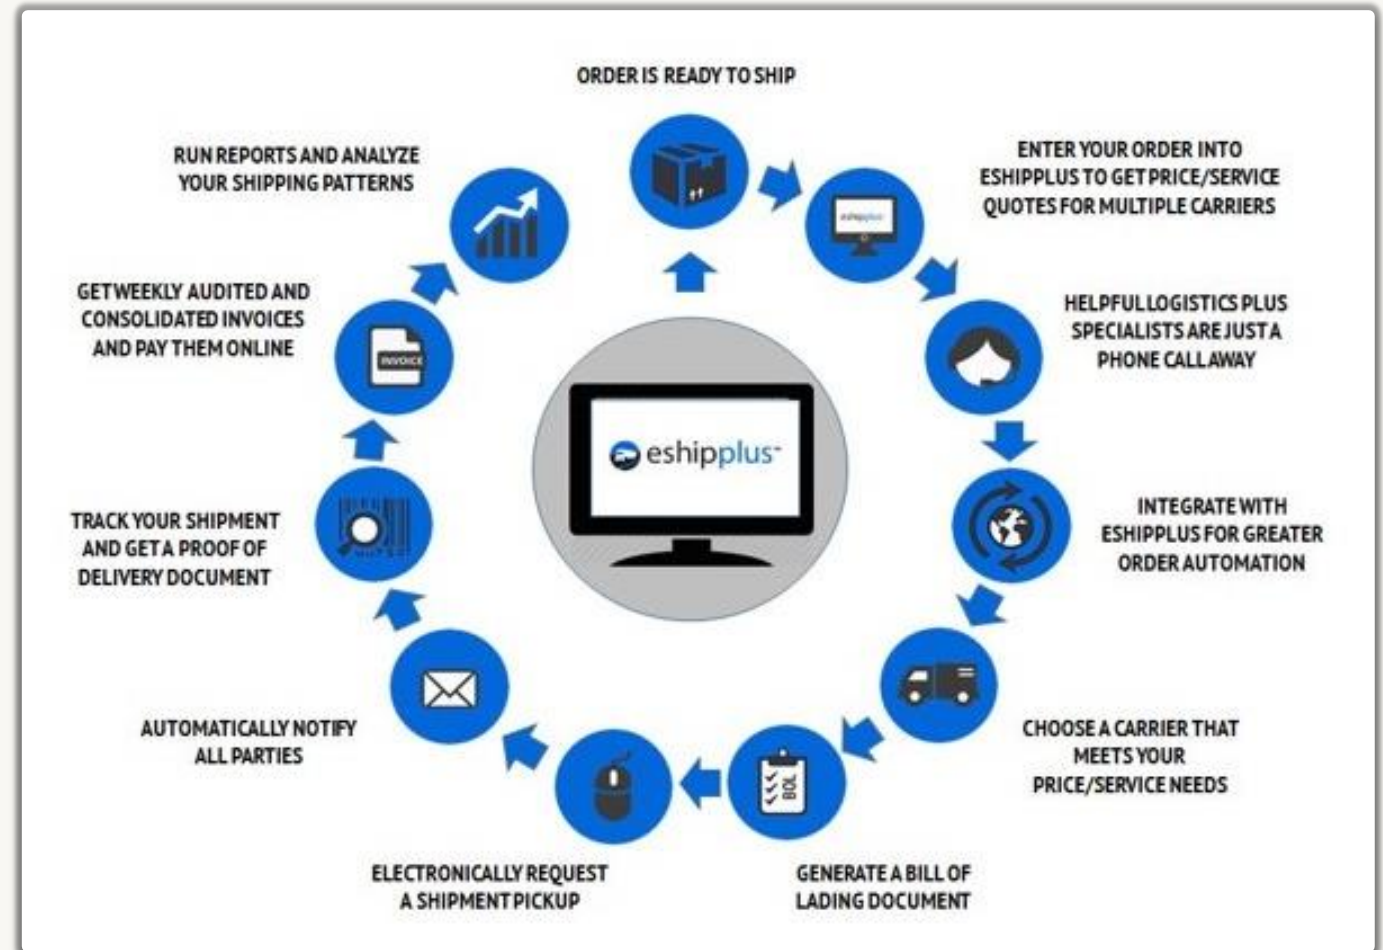 ORDER IS READY TO SHIP
ENTER YOUR ORDER INTO
ESHIPPLUS TO GET PRICE/SERVICE
QUOTES FOR MULTIPLE CARRIERS
eshipplus
HELPFUL LOGISTICS PLUS
SPECIALISTS ARE JUST A
PHONE CALL AWAY
INTEGRATE WITH
ESHIPPLUS FOR GREATER
ORDER AUTOMATION
CHOOSE A CARRIER THAT
MEETS YOUR
PRICE/SERVICE NEEDS
BOL
GENERATE A BILL OF
LADING DOCUMENT
ELECTRONICALLY REQUEST
A SHIPMENT PICKUP
AUTOMATICALLY NOTIFY
ALL PARTIES
TRACK YOUR SHIPMENT
AND GET A PROOF OF
DELIVERY DOCUMENT
GET WEEKLY AUDITED AND
CONSOLIDATED INVOICES
AND PAY THEM ONLINE
INVOICE
RUN REPORTS AND ANALYZE
YOUR SHIPPING PATTERNS
eshipplus